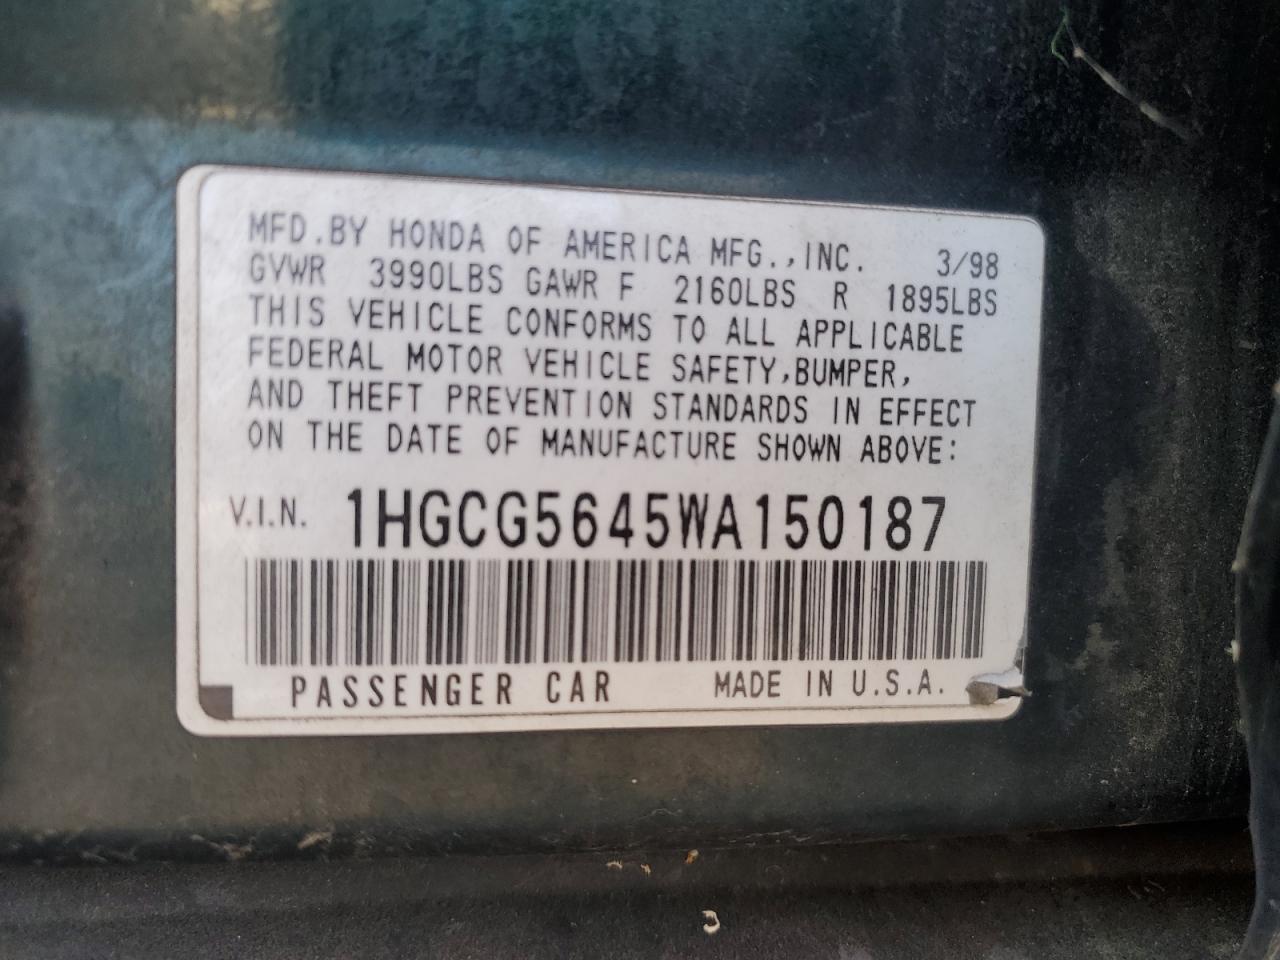 MFD.BY HONDA OF AMERICA MFG.,INC. 3/98
GVWR 3990LBS GAWR F 2160LBS R 1895LBS
THIS VEHICLE CONFORMS TO ALL APPLICABLE
FEDERAL MOTOR VEHICLE SAFETY,BUMPER,
AND THEFT PREVENTION STANDARDS IN EFFECT
ON THE DATE OF MANUFACTURE SHOWN ABOVE:
V.I.N. 1HGCG5645WA150187
PASSENGER CAR MADE IN U.S.A.